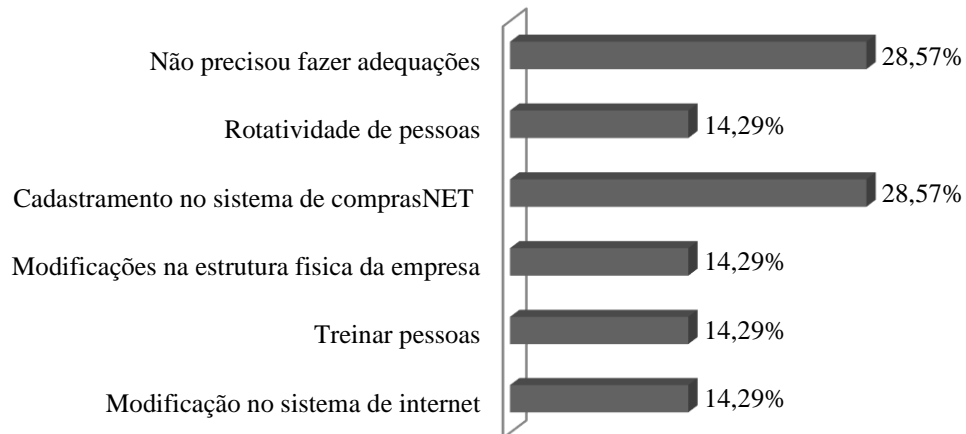 Não precisou fazer adequações 28,57%
Rotatividade de pessoas 14,29%
Cadastramento no sistema de comprasNET 28,57%
Modificações na estrutura fisica da empresa 14,29%
Treinar pessoas 14,29%
Modificação no sistema de internet 14,29%